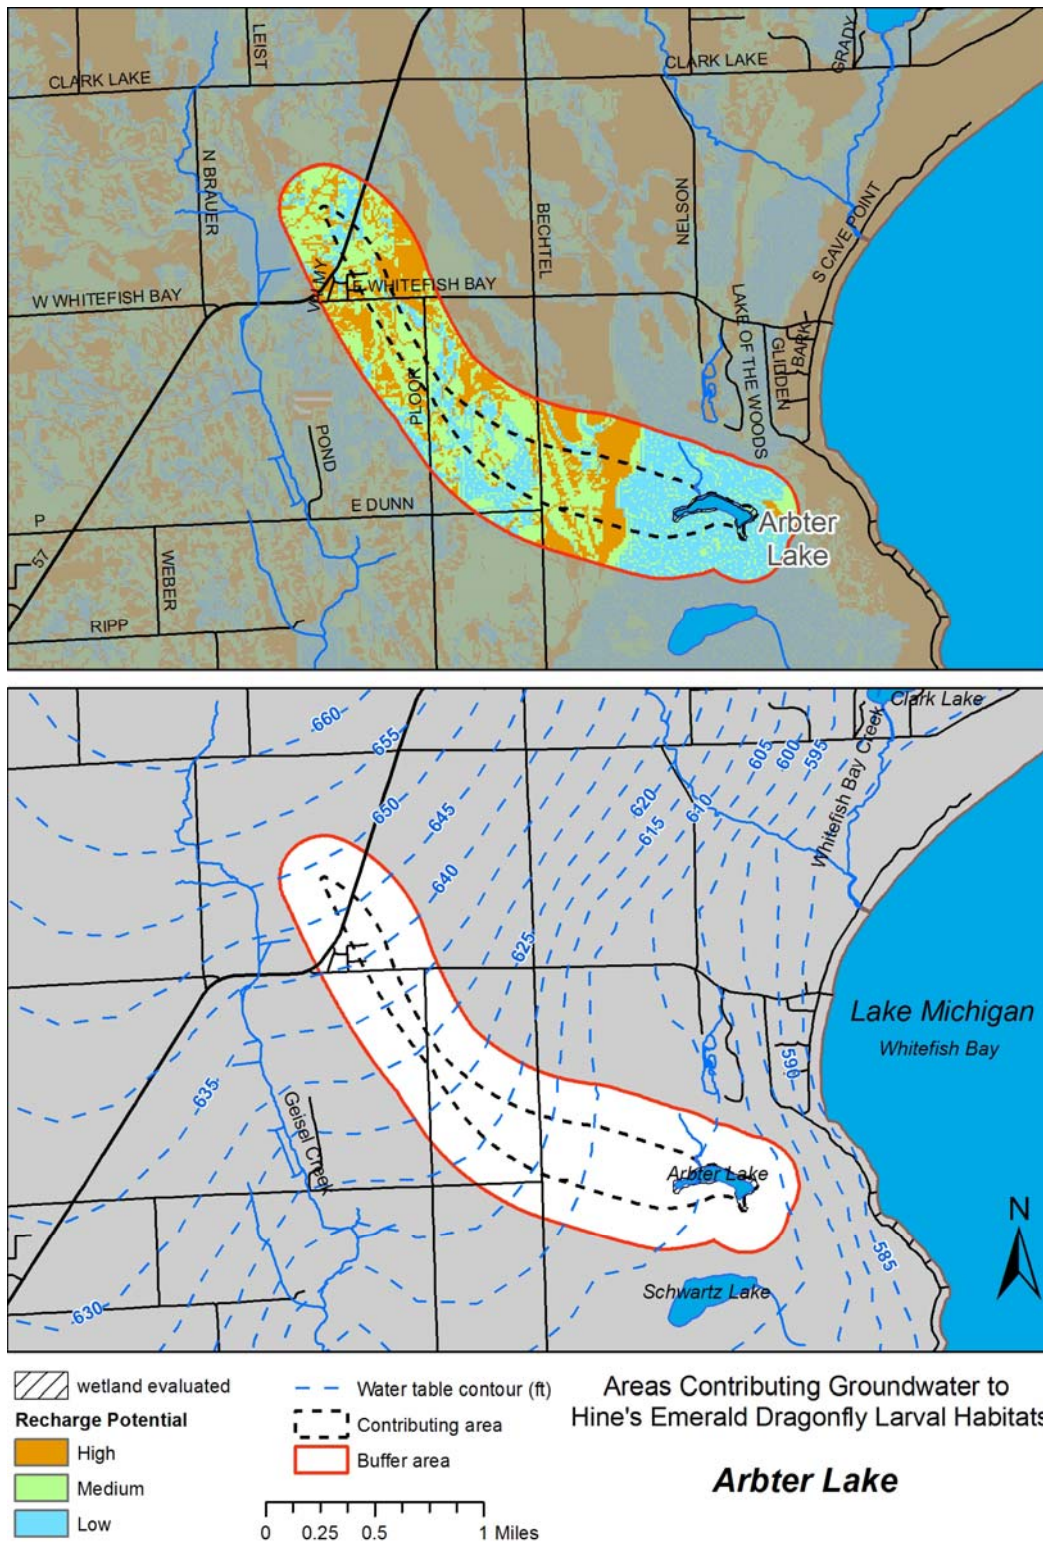 LEIST
GRADY
CLARK LAKE
CLARK LAKE
N BRAUER
S CAVE POINT
NELSON
BECHTEL
HWY
W WHITEFISH BAY
E WHITEFISH BAY
LAKE OF THE WOODS
GLIDDEN
BARK
PLOOR
POND
E DUNN
P
57
WEBER
RIPP
Arbter
Lake
Clark Lake
660
655
605
600
595
650
645
620
615
610
Whitefish Bay Creek
640
625
Lake Michigan
Whitefish Bay
590
635
Geisel Creek
Arbter Lake
N
585
Schwartz Lake
630
wetland evaluated
Recharge Potential
High
Medium
Low
Water table contour (ft)
Contributing area
Buffer area
0 0.25 0.5 1 Miles
Areas Contributing Groundwater to
Hine's Emerald Dragonfly Larval Habitats
Arbter Lake